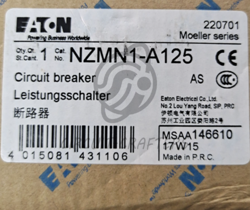 EATON
Powering Business Worldwide
220701
Moeller series
Qty.Ct.
St.Cant. 1
Cat.
No. NZMN1-A125
Circuit breaker
AS
Leistungsschalter
断路器
Eaton Electrical Co., Ltd.
No.2 Lou Yang Road, SIP
MSAA146610
17W15
4 015081 431106
Made in P.R.C.